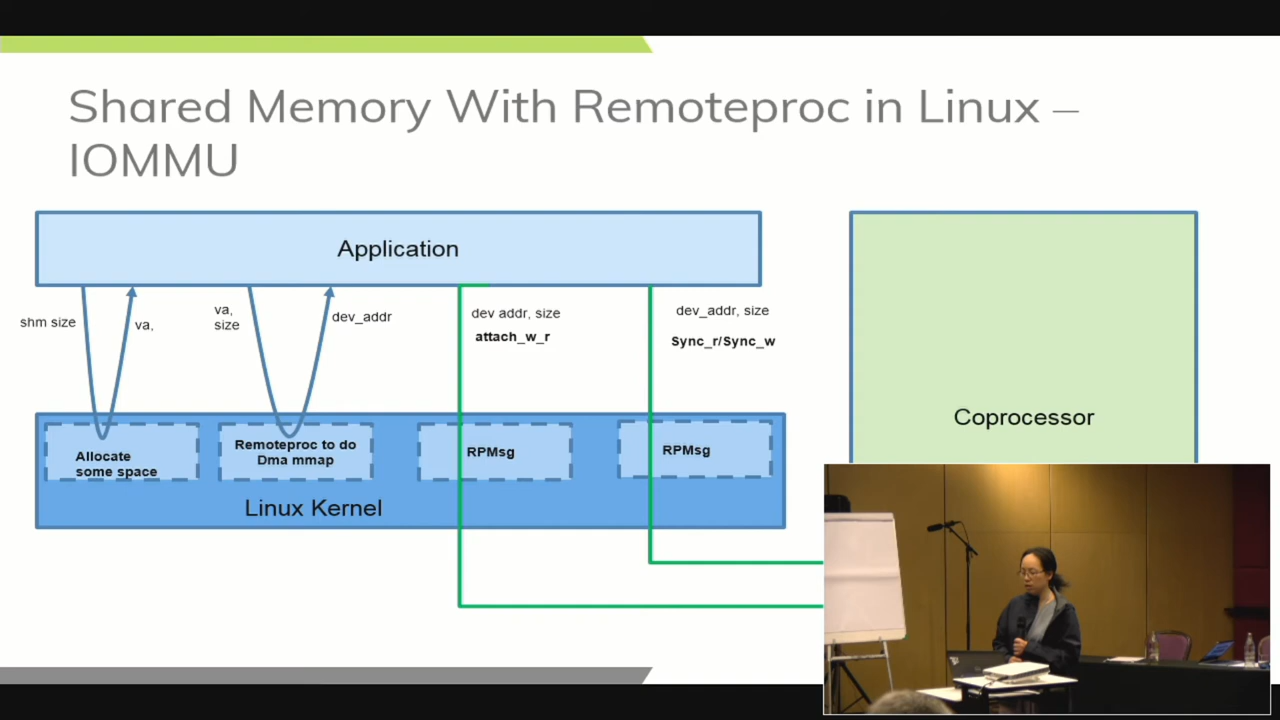 Shared Memory With Remoteproc in Linux –
IOMMU
Application
shm size
va,
va,
size
dev_addr
dev addr, size
attach_w_r
dev_addr, size
Sync_r/Sync_w
Coprocessor
Allocate
some space
Remoteproc to do
Dma mmap
RPMsg
RPMsg
Linux Kernel